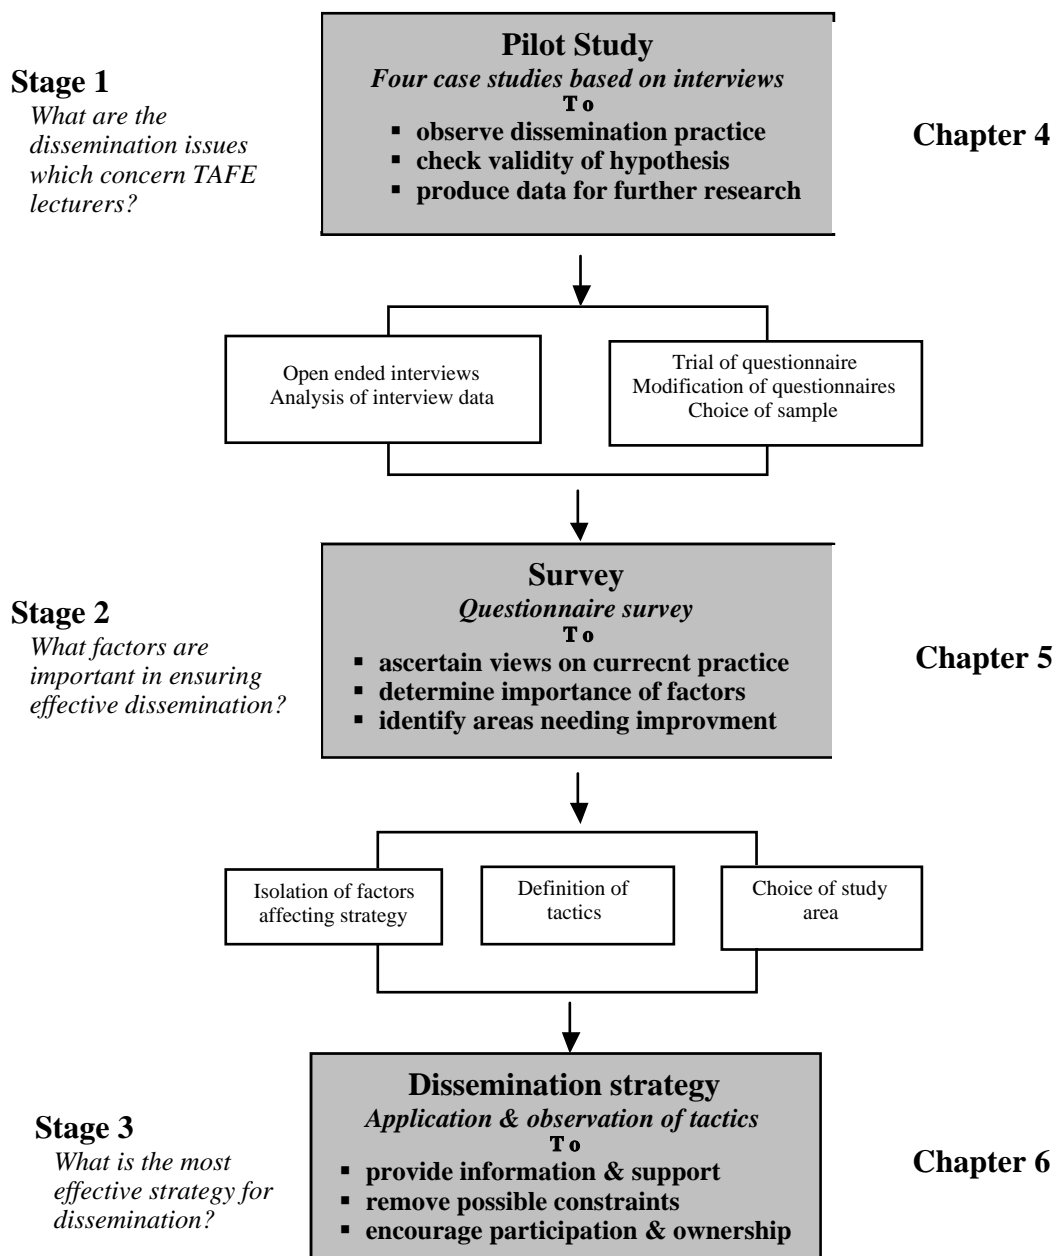 Pilot Study
Four case studies based on interviews
To
▪ observe dissemination practice
▪ check validity of hypothesis
▪ produce data for further research
Stage 1
What are the
dissemination issues
which concern TAFE
lecturers?
Chapter 4
Open ended interviews
Analysis of interview data
Trial of questionnaire
Modification of questionnaires
Choice of sample
Survey
Questionnaire survey
To
▪ ascertain views on currecnt practice
▪ determine importance of factors
▪ identify areas needing improvment
Stage 2
What factors are
important in ensuring
effective dissemination?
Chapter 5
Isolation of factors
affecting strategy
Definition of
tactics
Choice of study
area
Dissemination strategy
Application & observation of tactics
To
▪ provide information & support
▪ remove possible constraints
▪ encourage participation & ownership
Stage 3
What is the most
effective strategy for
dissemination?
Chapter 6